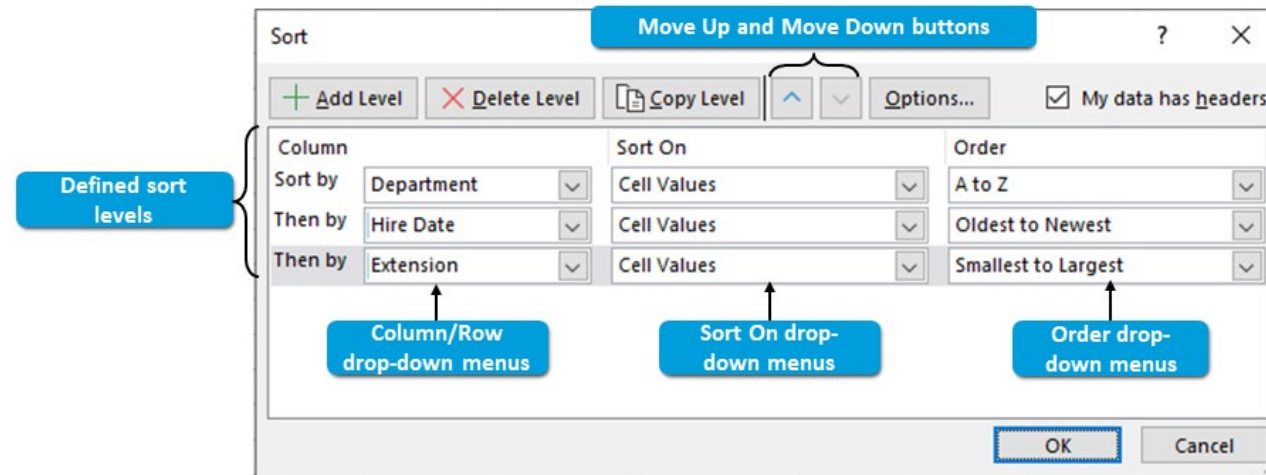 Sort
Move Up and Move Down buttons
?
Add Level
Delete Level
Copy Level
Options...
My data has headers
Column
Sort On
Order
Defined sort
levels
Sort by
Department
Cell Values
A to Z
Then by
Hire Date
Cell Values
Oldest to Newest
Then by
Extension
Cell Values
Smallest to Largest
Column/Row
drop-down menus
Sort On drop-
down menus
Order drop-
down menus
OK
Cancel